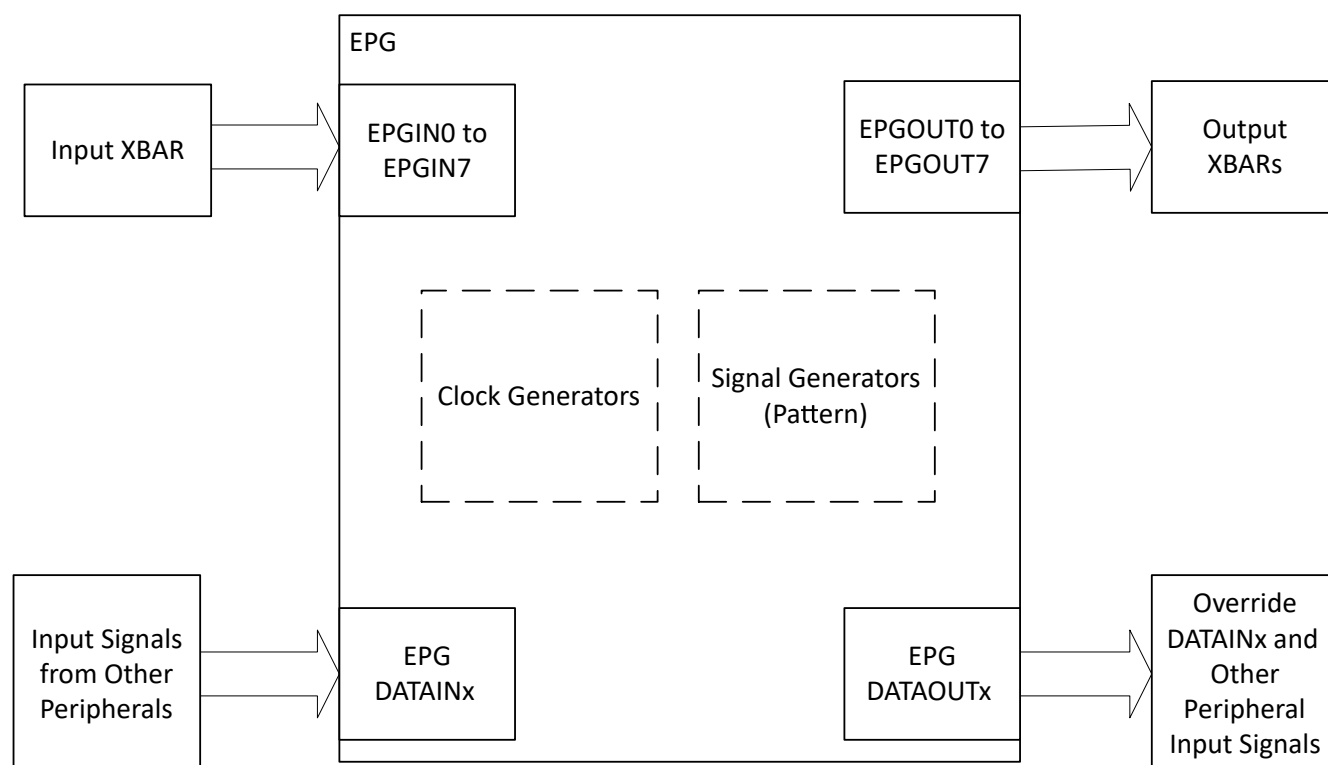 EPG
Input XBAR
EPGIN0 to
EPGIN7
EPGOUT0 to
EPGOUT7
Output
XBARs
Clock Generators
Signal Generators
(Pattern)
Input Signals
from Other
Peripherals
EPG
DATAINx
EPG
DATAOUTx
Override
DATAINx and
Other
Peripheral
Input Signals